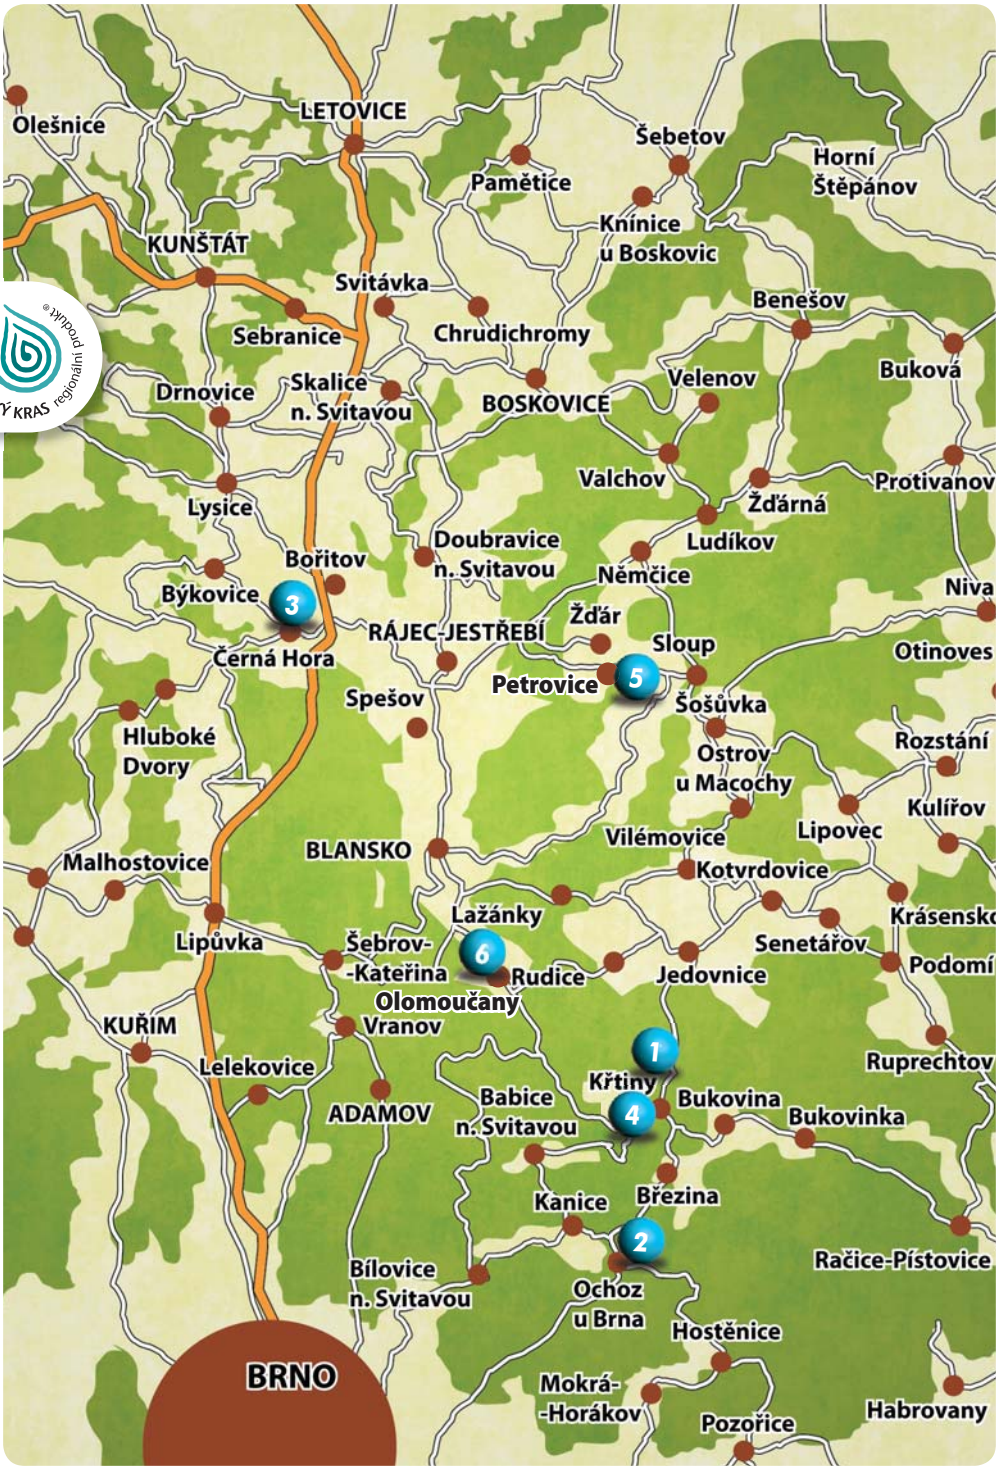 LETOVICE
Olešnice
Šebetov
Horní
Štěpánov
Pamětice
Knínice
u Boskovic
KUNŠTÁT
Svitávka
Benešov
® regionální produkt
Ý KRAS
Sebranice
Chrudichromy
Buková
Drnovice
Skalice
n. Svitavou
Velenov
BOSKOVICE
Valchov
Protivanov
Lysice
Žďárná
Doubravice
n. Svitavou
Ludíkov
Bořitov
Němčice
Býkovice
Niva
3
Žďár
RÁJEC-JESTŘEBÍ
Sloup
Otinoves
Černá Hora
5
Petrovice
Spešov
Šošůvka
Hluboké
Dvory
Ostrov
u Macochy
Rozstání
Kulířov
Vilémovice
Lipovec
BLANSKO
Malhostovice
Kotvrdovice
Lažánky
Krásensko
Lipůvka
Šebrov-
-Kateřina
6
Senetářov
Podomí
Rudice
Jedovnice
Olomoučany
KUŘIM
Vranov
1
Lelekovice
Ruprechtov
Křtiny
ADAMOV
Babice
n. Svitavou
4
Bukovina
Bukovinka
Kanice
Březina
2
Račice-Pístovice
Bílovice
n. Svitavou
Ochoz
u Brna
Hostěnice
BRNO
Mokrá-
-Horákov
Habrovany
Pozořice